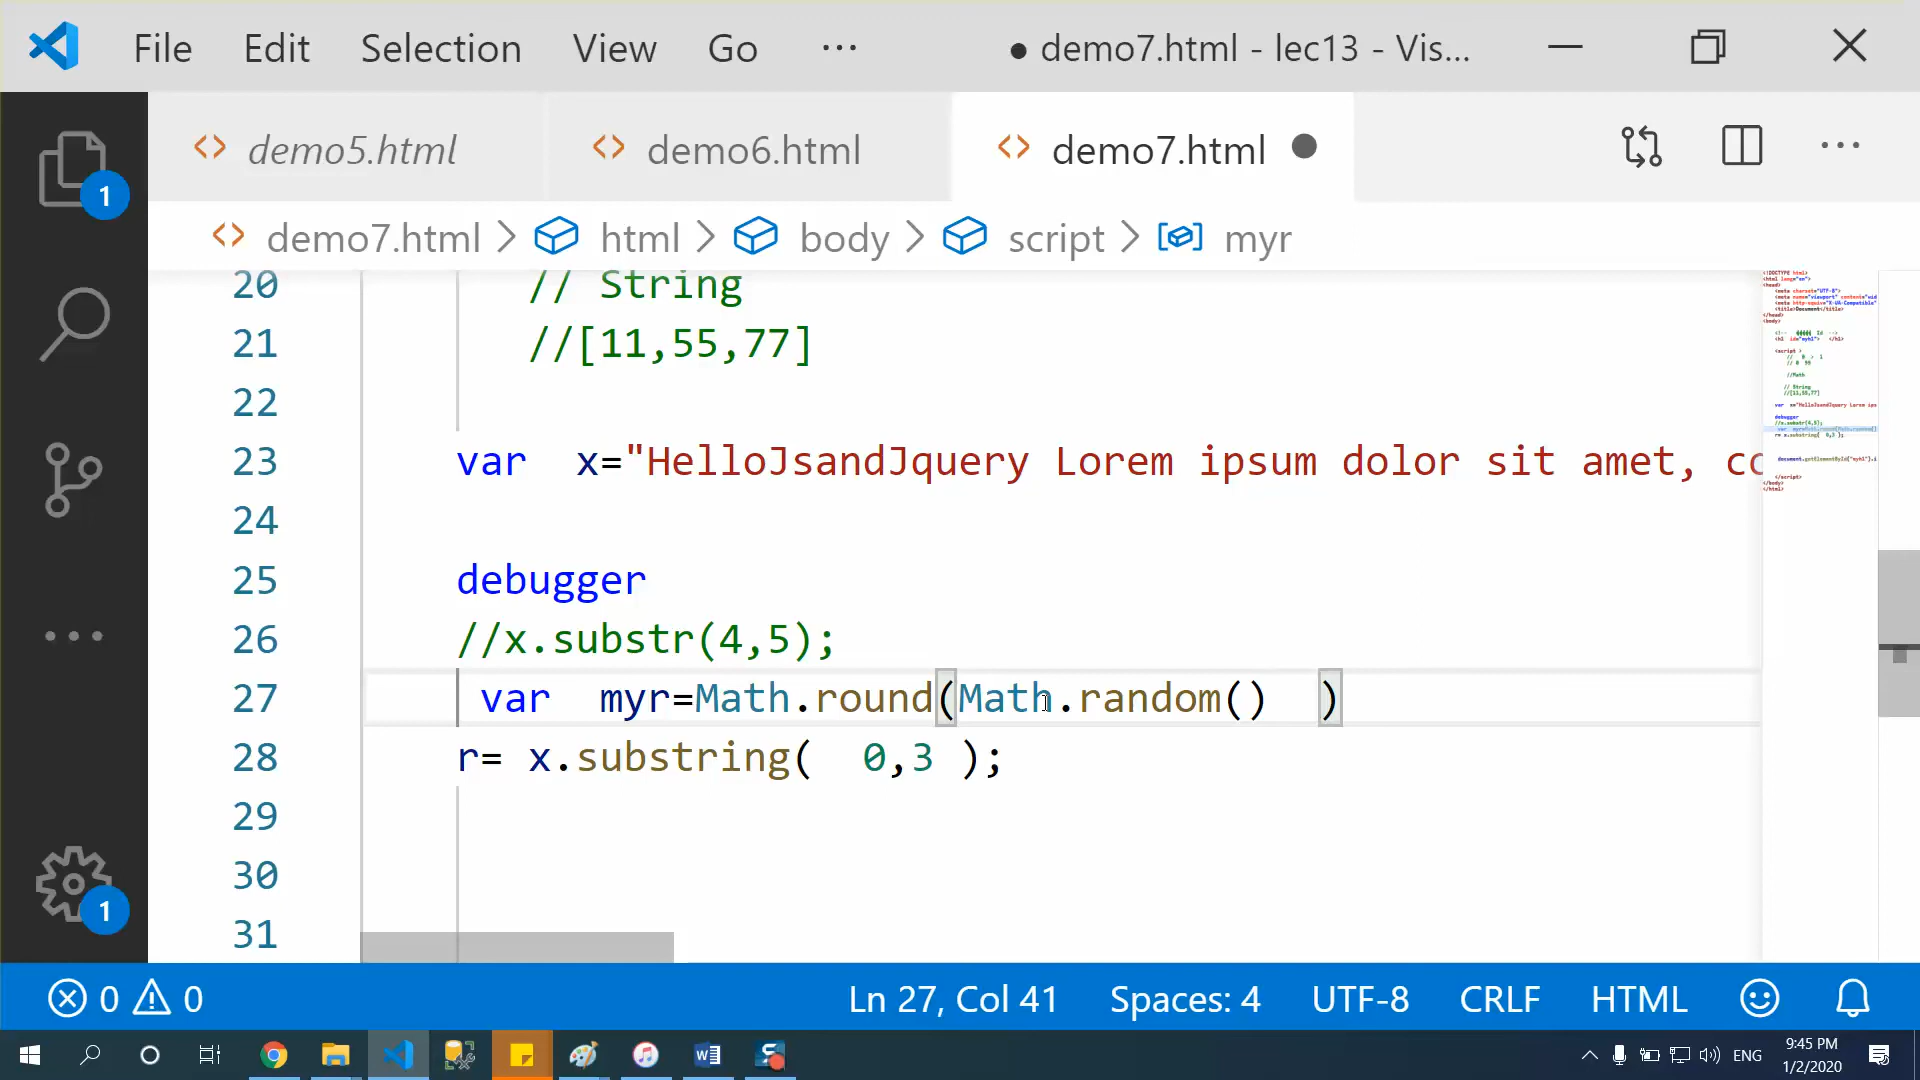 File Edit Selection View Go ··· ● demo7.html - lec13 - Vis...
demo5.html demo6.html demo7.html ●
demo7.html > html > body > script > myr
20 // String
21 //[11,55,77]
22
23 var x="HelloJsandJquery Lorem ipsum dolor sit amet, co
24
25 debugger
26 //x.substr(4,5);
27 var myr=Math.round(Math.random() )
28 r= x.substring( 0,3 );
29
30
31
1
1
0 0 Ln 27, Col 41 Spaces: 4 UTF-8 CRLF HTML
ENG 9:45 PM
1/2/2020